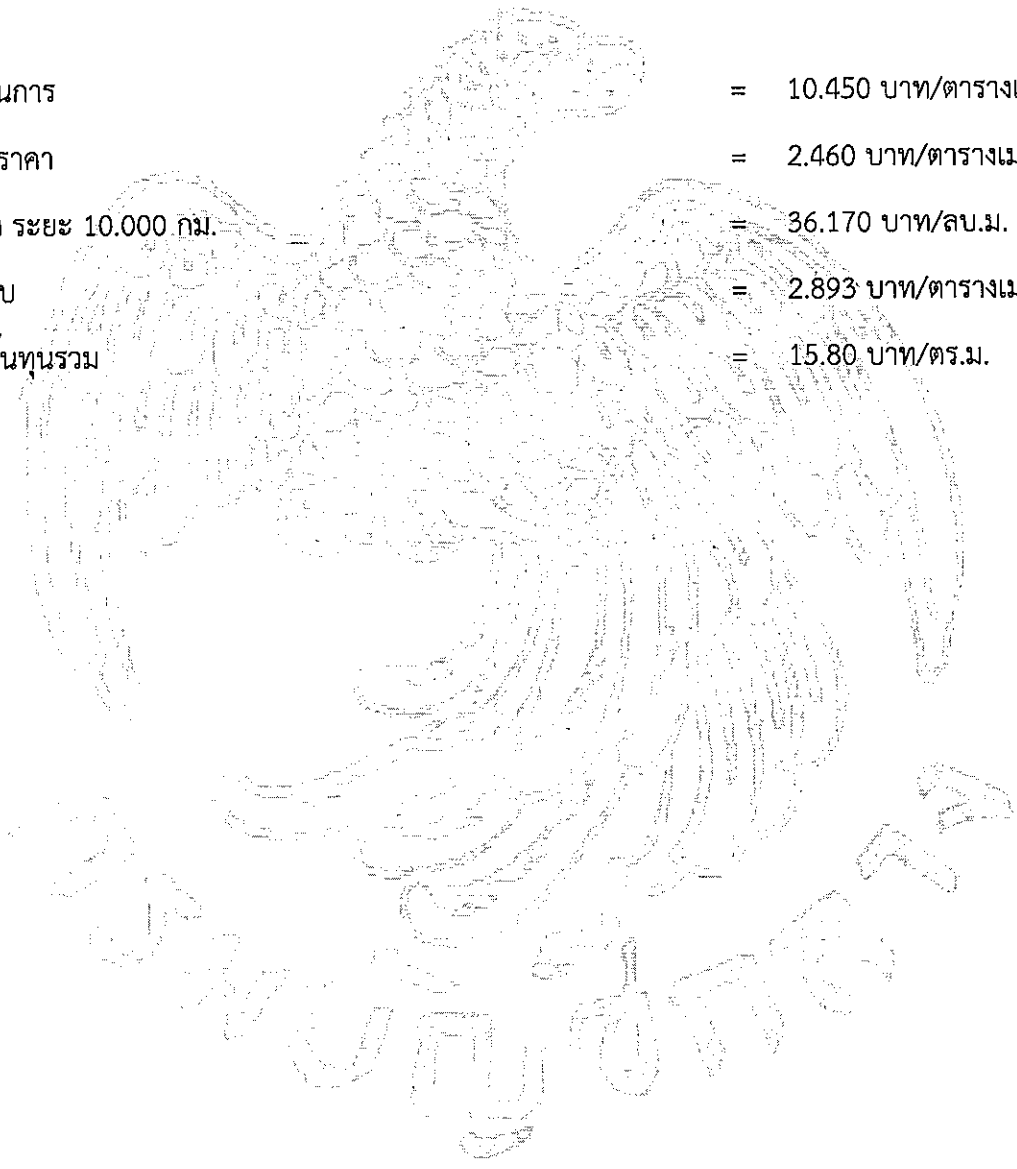 นการ = 10.450 บาท/ตาราง
ราคา = 2.460 บาท/ตารางเม
ระยะ 10.000 กม. = 36.170 บาท/ลบ.ม.
บ = 2.893 บาท/ตารางเม
นทุนรวม = 15.80 บาท/ตร.ม.